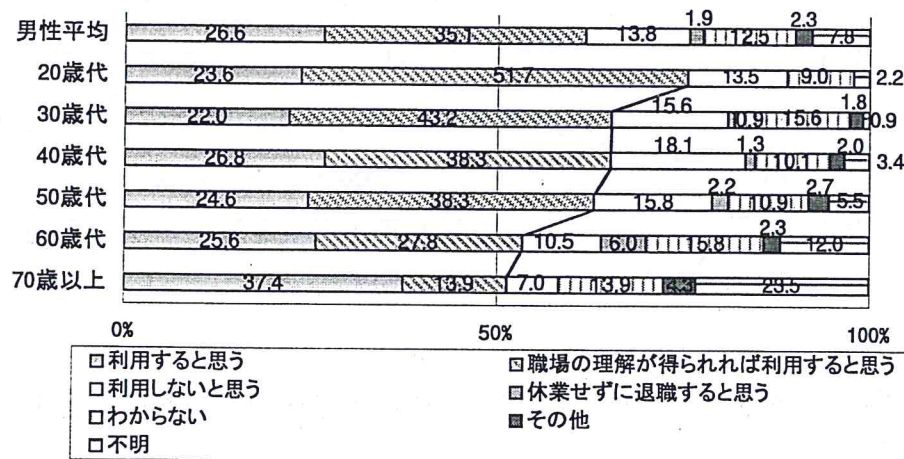 男性平均 26.6 35.1 13.8 1.9 12.5 2.3 7.8
20歳代 23.6 51.7 13.5 9.0 2.2
30歳代 22.0 43.2 15.6 0.9 15.6 1.8 0.9
40歳代 26.8 38.3 18.1 1.3 10.1 2.0 3.4
50歳代 24.6 38.3 15.8 2.2 10.9 2.7 5.5
60歳代 25.6 27.8 10.5 6.0 15.8 2.3 12.0
70歳以上 37.4 13.9 7.0 13.9 4.3 23.5
0% 50% 100%
利用すると思う 職場の理解が得られれば利用すると思う
利用しないと思う 休業せずに退職すると思う
わからない その他
不明